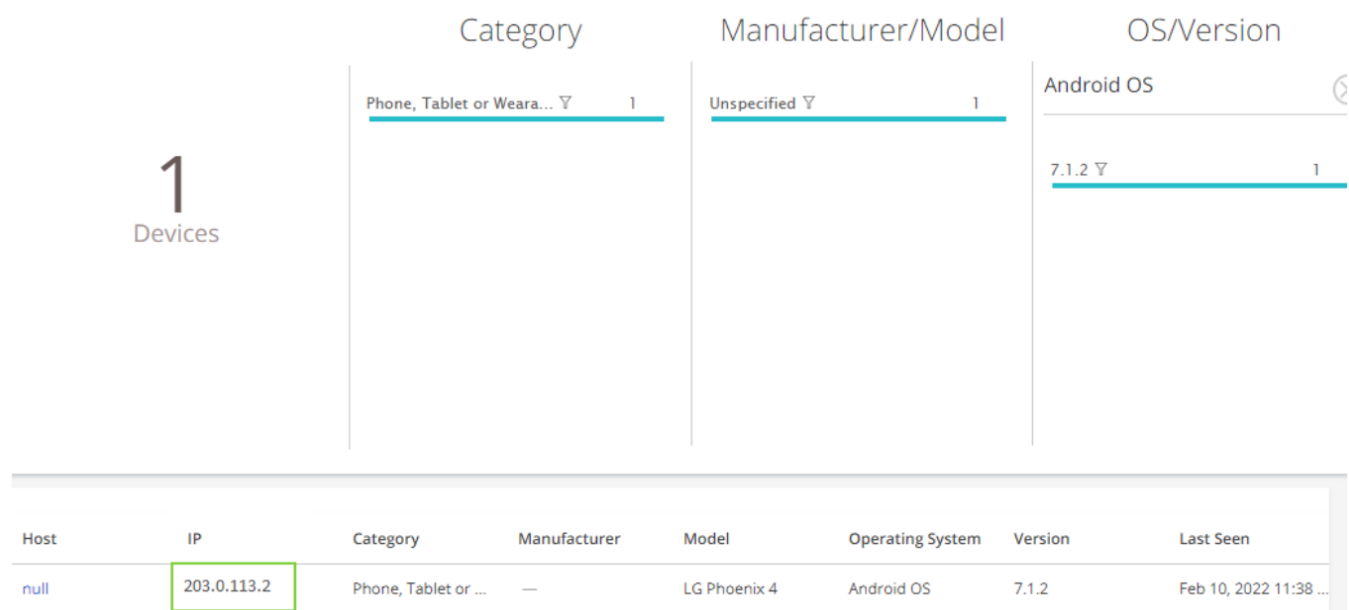 Category Manufacturer/Model OS/Version
Android OS
Phone, Tablet or Weara... 1 Unspecified 1
1
Devices
7.1.2 1
Host IP Category Manufacturer Model Operating System Version Last Seen
null 203.0.113.2 Phone, Tablet or ... — LG Phoenix 4 Android OS 7.1.2 Feb 10, 2022 11:38 ...